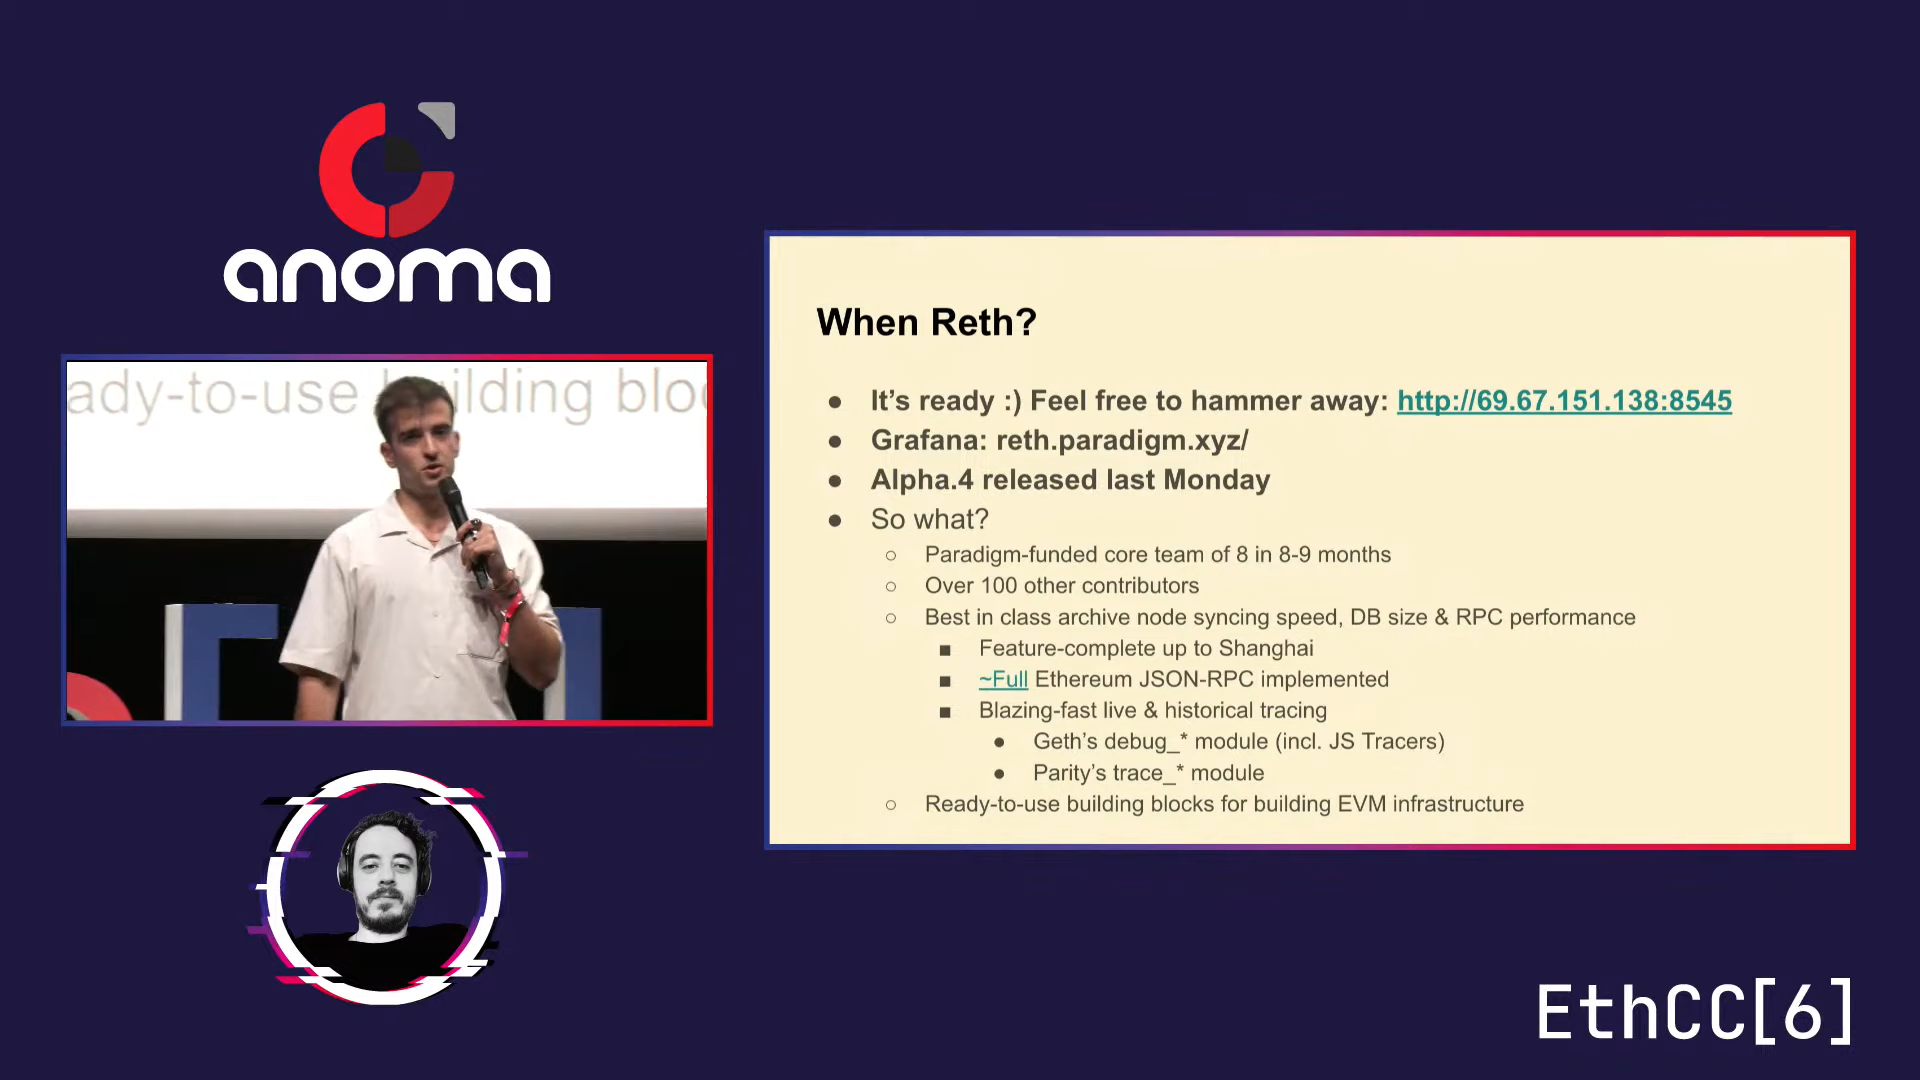 anoma
ady-to-use building bloc
When Reth?
● It’s ready :) Feel free to hammer away: http://69.67.151.138:8545
● Grafana: reth.paradigm.xyz/
● Alpha.4 released last Monday
● So what?
○ Paradigm-funded core team of 8 in 8-9 months
○ Over 100 other contributors
○ Best in class archive node syncing speed, DB size & RPC performance
■ Feature-complete up to Shanghai
■ ~Full Ethereum JSON-RPC implemented
■ Blazing-fast live & historical tracing
● Geth’s debug_* module (incl. JS Tracers)
● Parity’s trace_* module
○ Ready-to-use building blocks for building EVM infrastructure
EthCC[6]